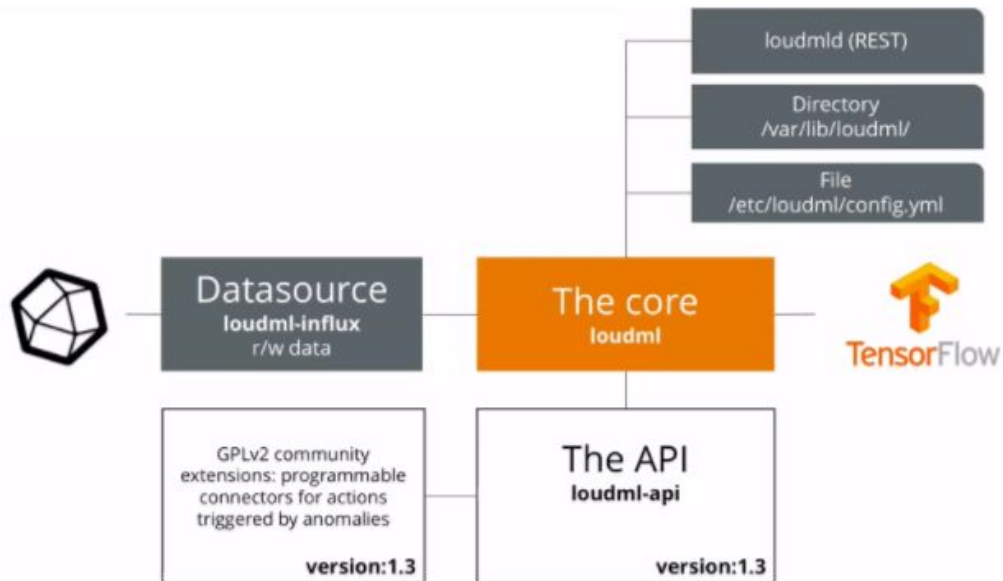 loudmld (REST)
Directory
/var/lib/loudml/
File
/etc/loudml/config.yml
Datasource
loudml-influx
r/w data
The core
loudml
TensorFlow
GPLv2 community
extensions: programmable
connectors for actions
triggered by anomalies
version:1.3
The API
loudml-api
version:1.3